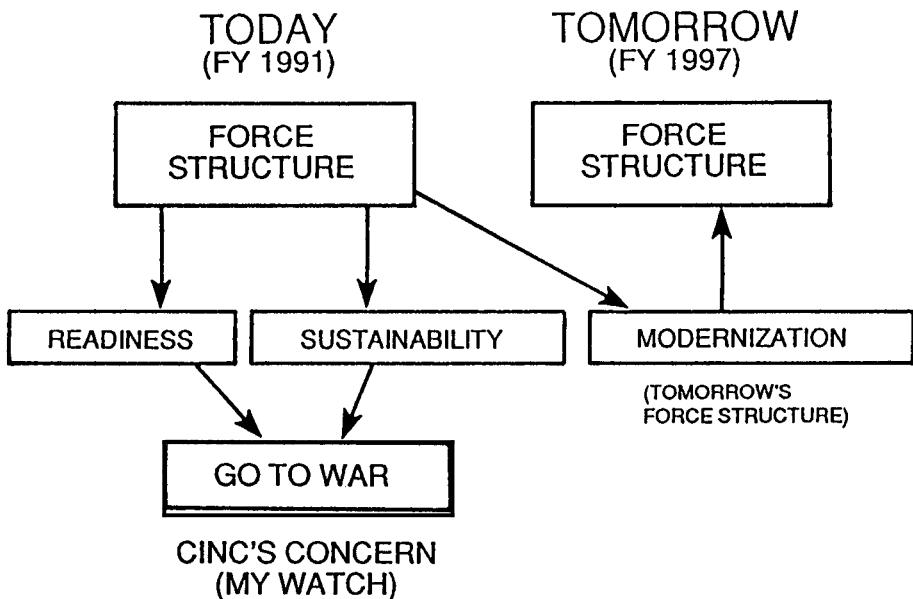 TODAY
(FY 1991)
TOMORROW
(FY 1997)
FORCE
STRUCTURE
FORCE
STRUCTURE
READINESS
SUSTAINABILITY
MODERNIZATION
(TOMORROW'S
FORCE STRUCTURE)
GO TO WAR
CINC'S CONCERN
(MY WATCH)